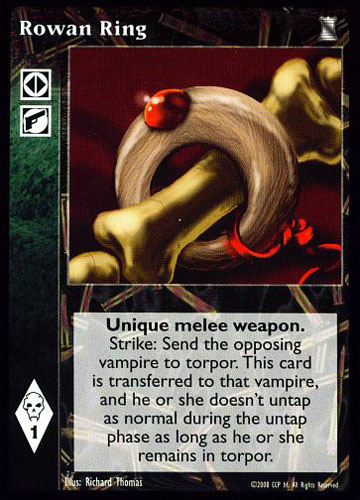 Rowan Ring
Unique melee weapon.
Strike: Send the opposing
vampire to torpor. This card
is transferred to that vampire,
and he or she doesn't untap
as normal during the untap
phase as long as he or she
remains in torpor.
1
Illus: Richard Thomas
©2008 CCP hf. All Rights Reserved